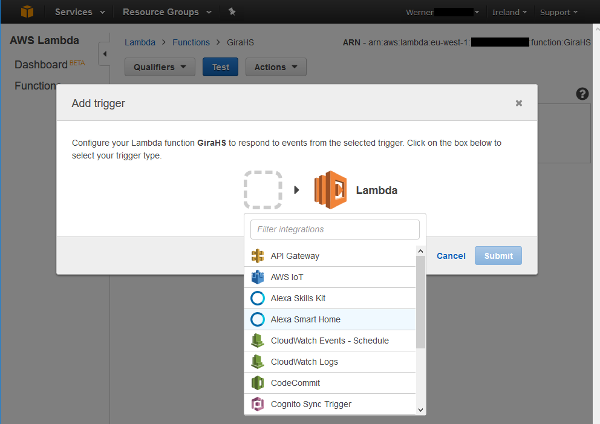 Services
Resource Groups
Werner
Ireland
Support
AWS Lambda
Dashboard BETA
Functions
Lambda > Functions > GiraHS
ARN - arn:aws:lambda:eu-west-1 function:GiraHS
Qualifiers
Test
Actions
Add trigger
Configure your Lambda function GiraHS to respond to events from the selected trigger. Click on the box below to
select your trigger type.
Lambda
Filter integrations
API Gateway
AWS IoT
Alexa Skills Kit
Alexa Smart Home
CloudWatch Events - Schedule
CloudWatch Logs
CodeCommit
Cognito Sync Trigger
Cancel
Submit